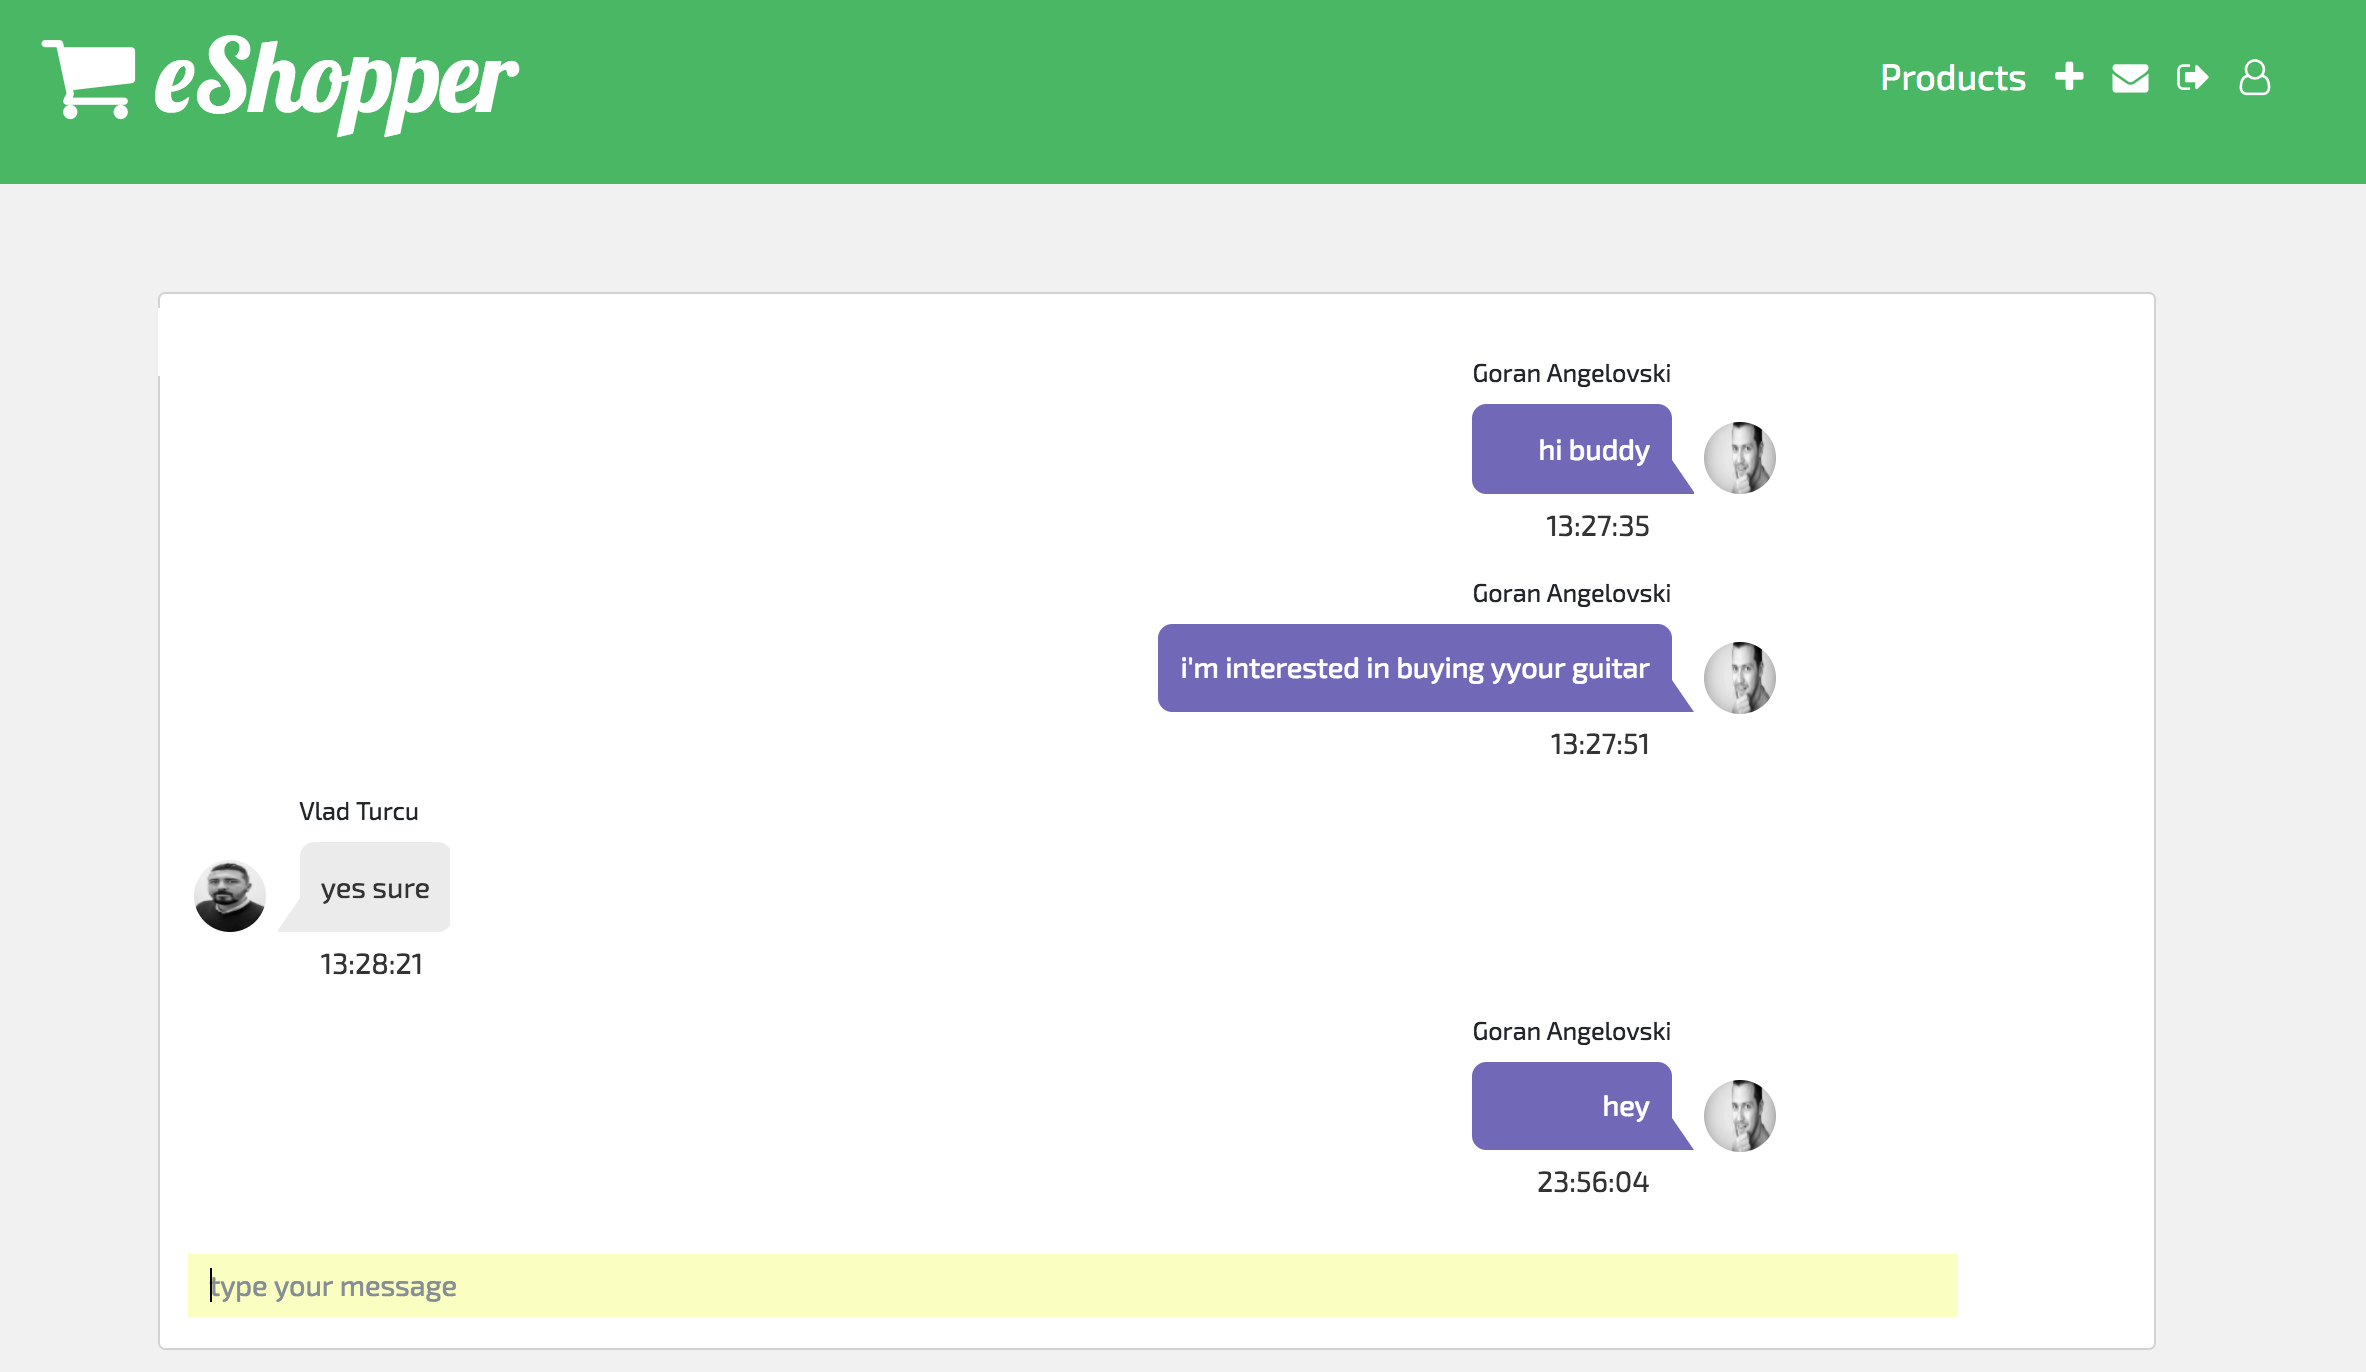 eShopper
Products
Goran Angelovski
hi buddy
13:27:35
Goran Angelovski
i'm interested in buying yyour guitar
13:27:51
Vlad Turcu
yes sure
13:28:21
Goran Angelovski
hey
23:56:04
type your message